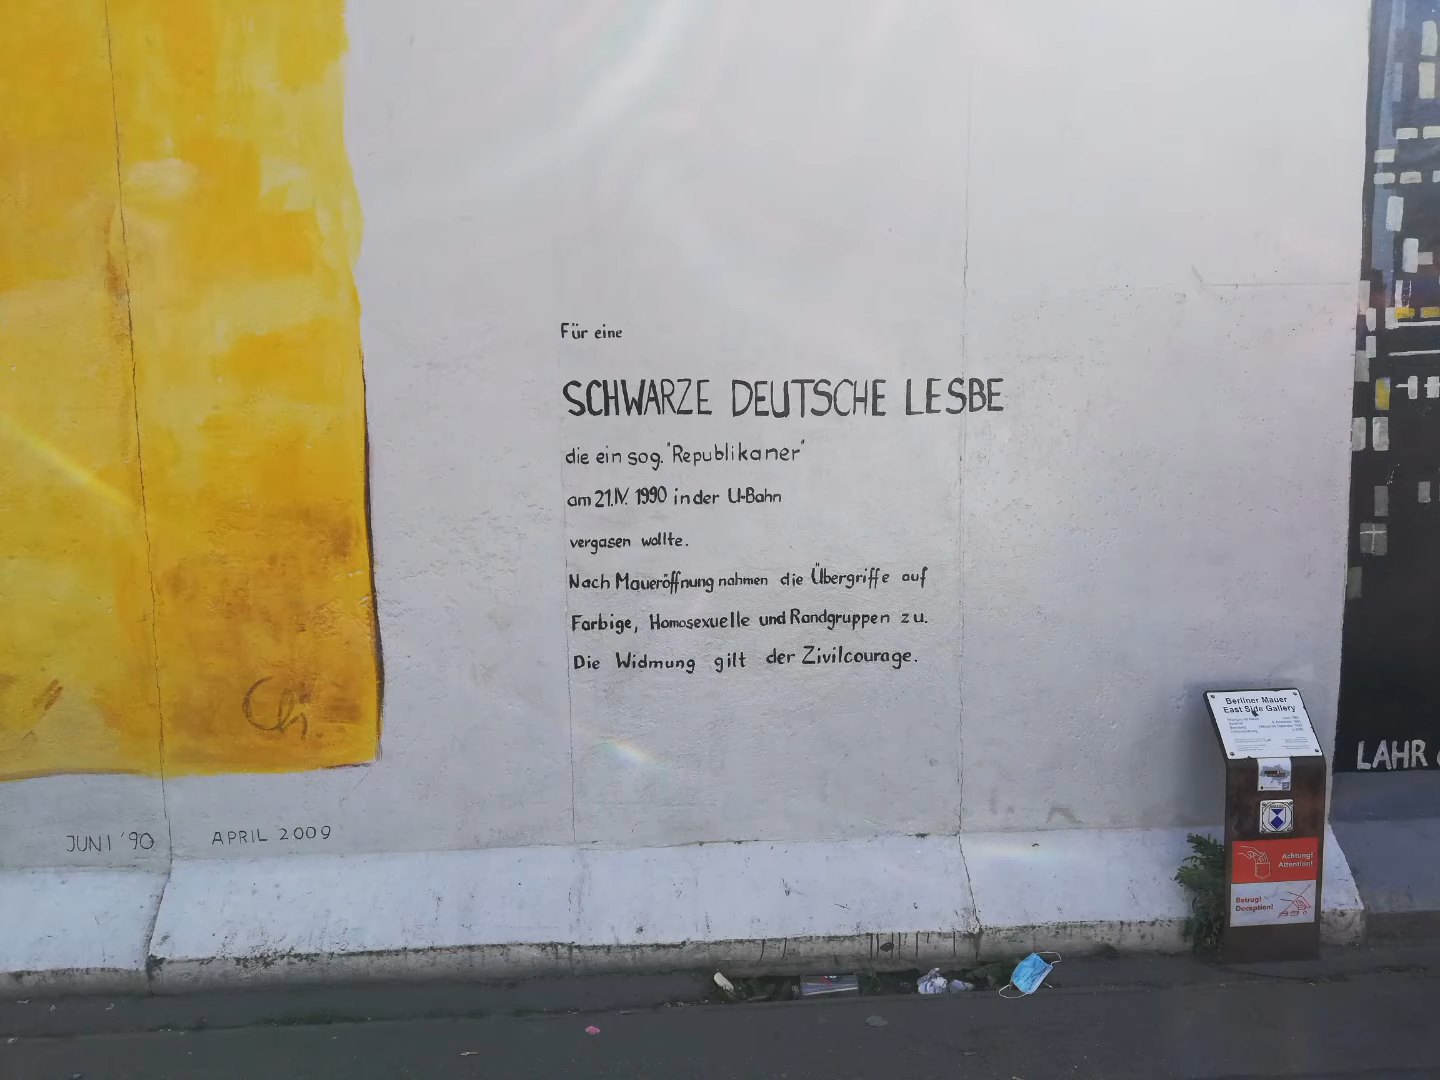 Für eine
SCHWARZE DEUTSCHE LESBE
die ein sog. "Republikaner"
am 21.IV. 1990 in der U-Bahn
vergasen wollte.
Nach Maueröffnung nahmen die Übergriffe auf
Farbige, Homosexuelle und Randgruppen zu.
Die Widmung gilt der Zivilcourage.
Ch.
JUNI '90
APRIL 2009
LAHR
Berliner Mauer
East Side Gallery
Achtung!
Attention!
Betrug!
Deception!